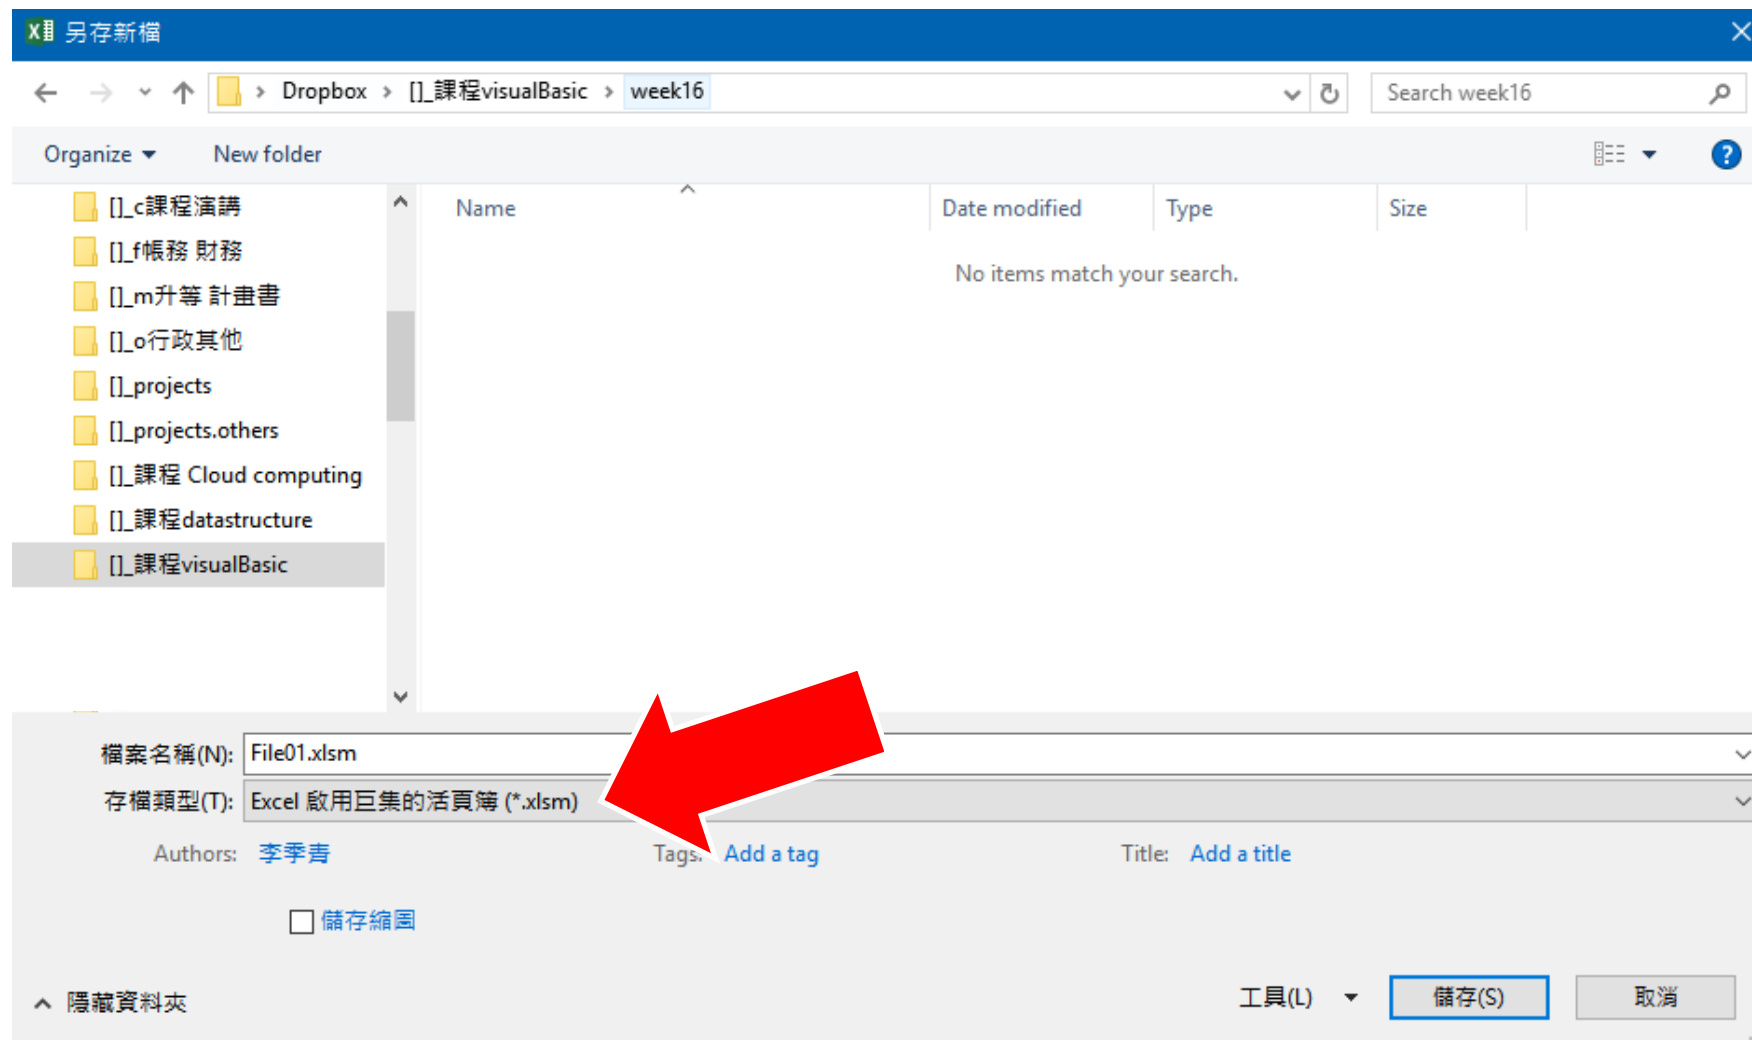 另存新檔
Dropbox > []_課程visualBasic > week16
Search week16
Organize
New folder
[]_c課程演講
[]_f帳務 財務
[]_m升等 計畫書
[]_o行政其他
[]_projects
[]_projects.others
[]_課程 Cloud computing
[]_課程datastructure
[]_課程visualBasic
Name
Date modified
Type
Size
No items match your search.
檔案名稱(N): File01.xlsm
存檔類型(T): Excel 啟用巨集的活頁簿 (*.xlsm)
Authors: 李季青
Tags: Add a tag
Title: Add a title
儲存縮圖
隱藏資料夾
工具(L)
儲存(S)
取消